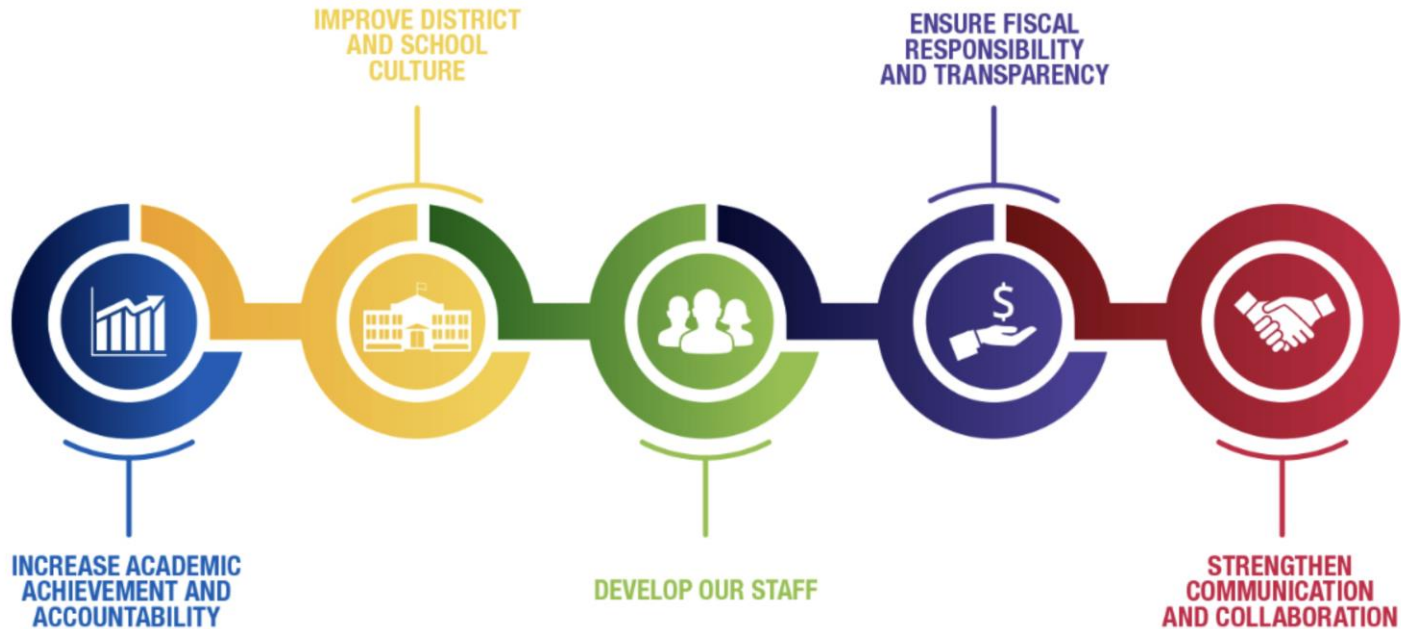 IMPROVE DISTRICT
AND SCHOOL
CULTURE
ENSURE FISCAL
RESPONSIBILITY
AND TRANSPARENCY
$
INCREASE ACADEMIC
ACHIEVEMENT AND
ACCOUNTABILITY
DEVELOP OUR STAFF
STRENGTHEN
COMMUNICATION
AND COLLABORATION